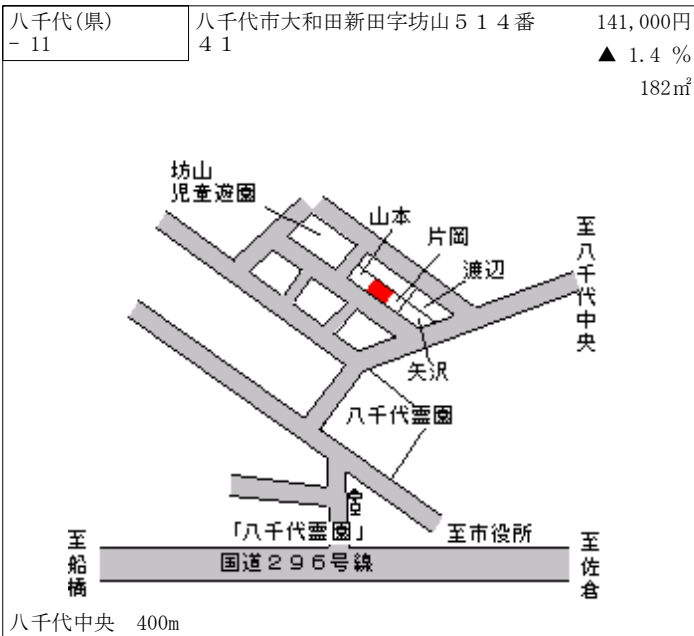 八千代(県)
- 11
八千代市大和田新田字坊山５１４番
４１
141,000円
▲ 1.4 %
182㎡
坊山
児童遊園
山本
片岡
渡辺
至八千代中央
矢沢
八千代霊園
「八千代霊園」
至市役所
至船橋
国道２９６号線
至佐倉
八千代中央　400m